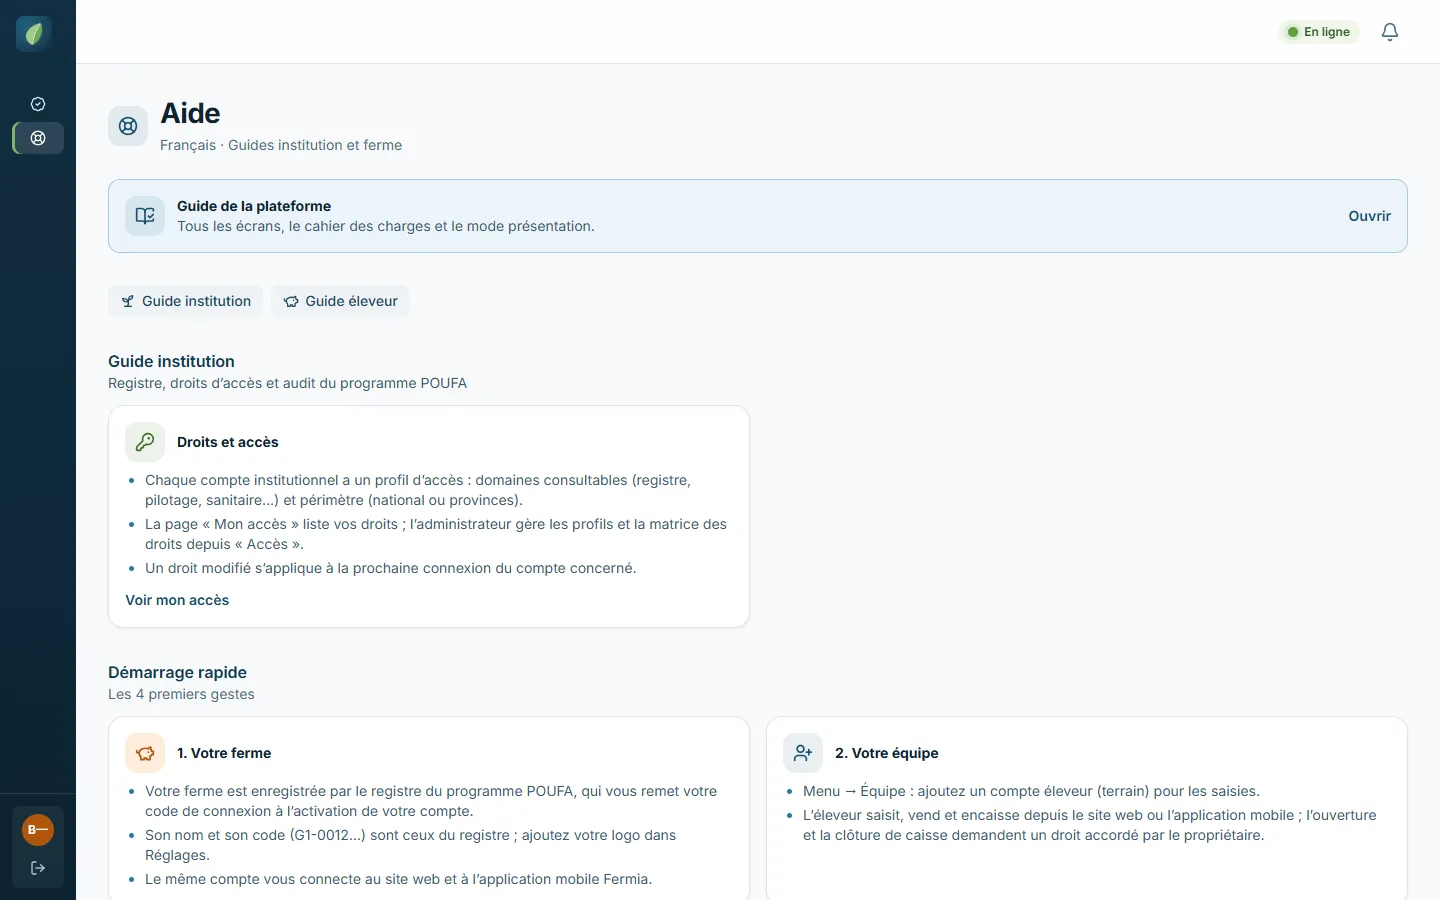 En ligne
Aide
Français · Guides institution et ferme
Guide de la plateforme
Tous les écrans, le cahier des charges et le mode présentation.
Ouvrir
Guide institution
Guide éleveur
Guide institution
Registre, droits d’accès et audit du programme POUFA
Droits et accès
• Chaque compte institutionnel a un profil d’accès : domaines consultables (registre,
pilotage, sanitaire…) et périmètre (national ou provinces).
• La page « Mon accès » liste vos droits ; l’administrateur gère les profils et la matrice des
droits depuis « Accès ».
• Un droit modifié s’applique à la prochaine connexion du compte concerné.
Voir mon accès
Démarrage rapide
Les 4 premiers gestes
1. Votre ferme
• Votre ferme est enregistrée par le registre du programme POUFA, qui vous remet votre
code de connexion à l’activation de votre compte.
• Son nom et son code (G1-0012…) sont ceux du registre ; ajoutez votre logo dans
Réglages.
• Le même compte vous connecte au site web et à l’application mobile Fermia.
2. Votre équipe
• Menu → Équipe : ajoutez un compte éleveur (terrain) pour les saisies.
• L’éleveur saisit, vend et encaisse depuis le site web ou l’application mobile ; l’ouverture
et la clôture de caisse demandent un droit accordé par le propriétaire.
B—